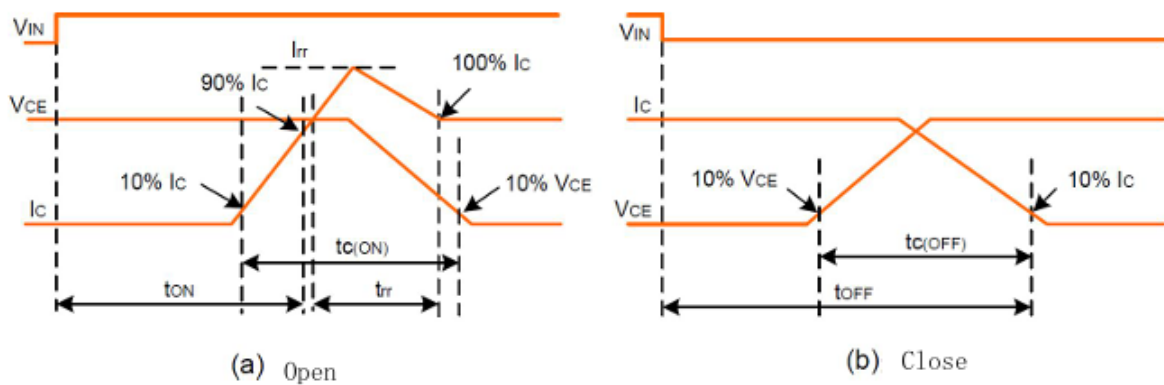 VIN
Irr
100% IC
90% IC
VCE
10% IC
10% VCE
IC
tC(ON)
tON
trr
(a) Open
VIN
IC
10% VCE
10% IC
VCE
tC(OFF)
tOFF
(b) Close